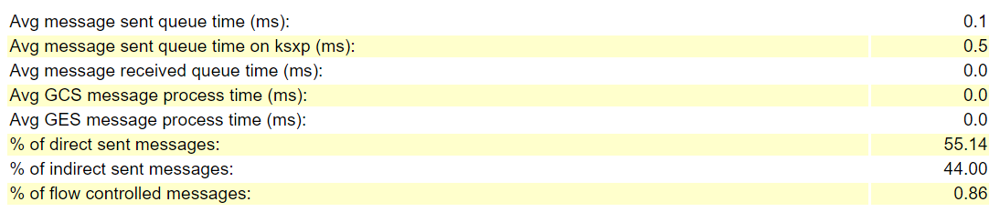 Avg message sent queue time (ms): 0.1
Avg message sent queue time on ksxp (ms): 0.5
Avg message received queue time (ms): 0.0
Avg GCS message process time (ms): 0.0
Avg GES message process time (ms): 0.0
% of direct sent messages: 55.14
% of indirect sent messages: 44.00
% of flow controlled messages: 0.86